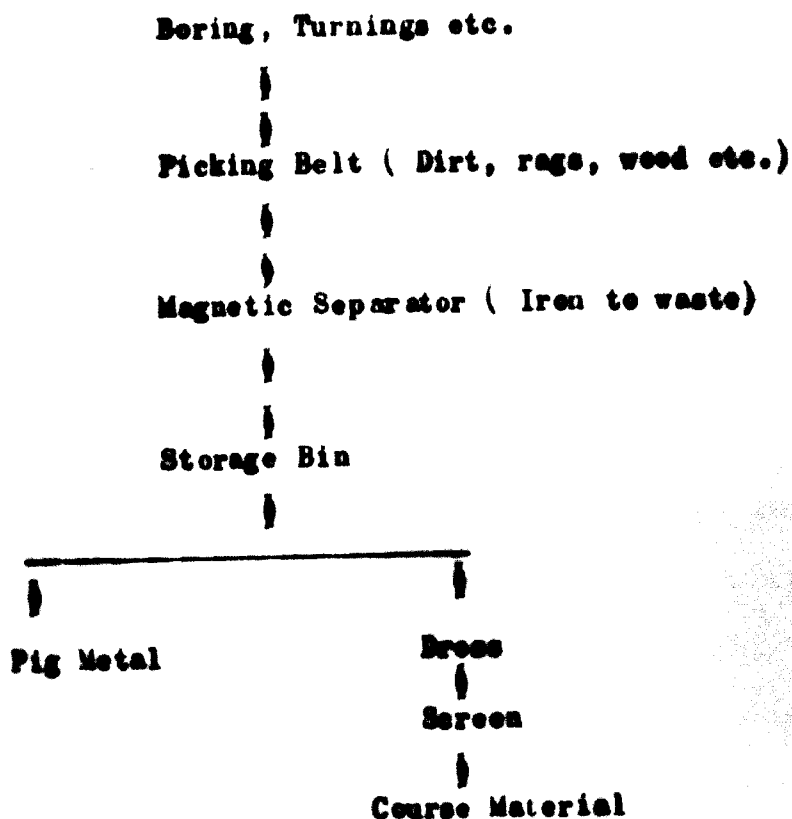 Boring, Turnings etc.
Picking Belt ( Dirt, rags, wood etc.)
Magnetic Separator ( Iron to waste)
Storage Bin
Pig Metal
Dross
Screen
Course Material